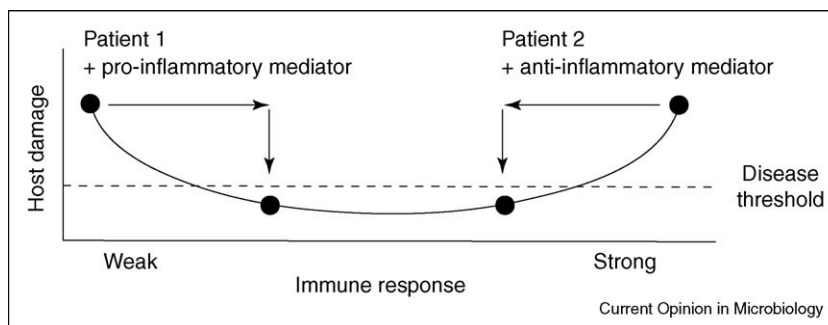 Patient 1
+ pro-inflammatory mediator
Patient 2
+ anti-inflammatory mediator
Host damage
Disease
threshold
Weak
Strong
Immune response
Current Opinion in Microbiology